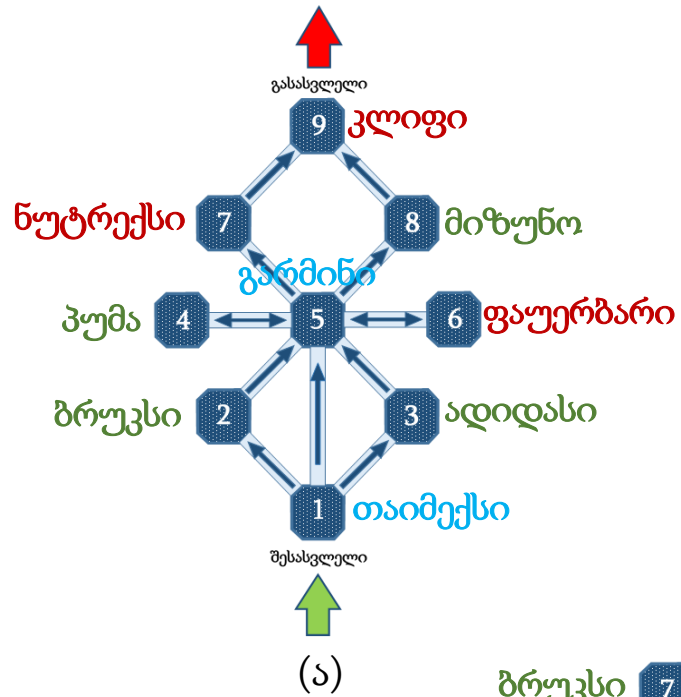 გასასვლელი
9 კლიფი
ნუტრექსი 7 8 მიზუნო
გარმინი
პუმა 4 5 6 ფაუერბარი
ბრუკსი 2 3 ადიდასი
1 თაიმექსი
შესასვლელი
(ა)
ბრუკსი 7